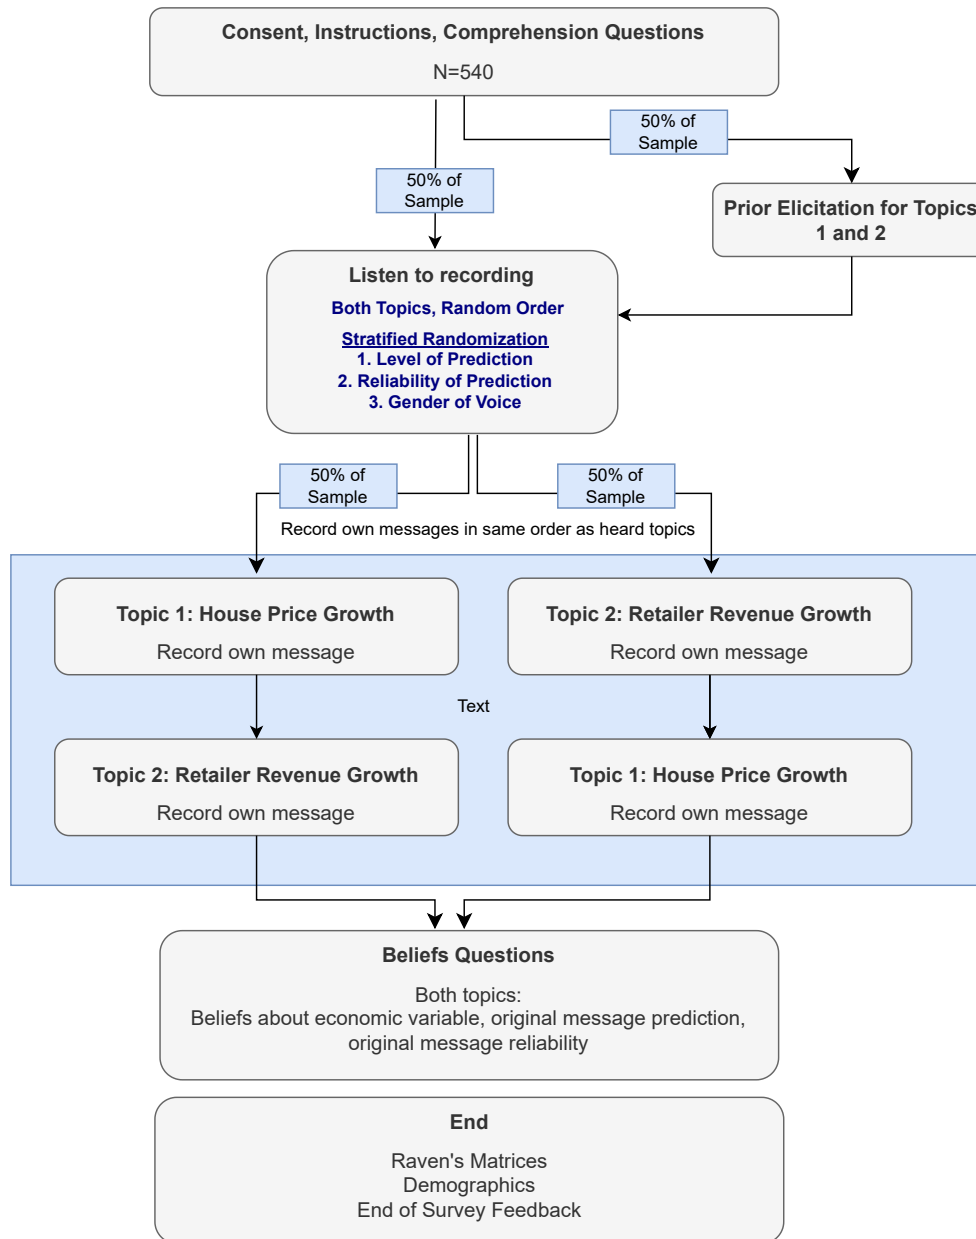 Consent, Instructions, Comprehension Questions
N=540
50% of
Sample
50% of
Sample
Prior Elicitation for Topics
1 and 2
Listen to recording
Both Topics, Random Order
Stratified Randomization
1. Level of Prediction
2. Reliability of Prediction
3. Gender of Voice
50% of
Sample
50% of
Sample
Record own messages in same order as heard topics
Topic 1: House Price Growth
Record own message
Topic 2: Retailer Revenue Growth
Record own message
Text
Topic 2: Retailer Revenue Growth
Record own message
Topic 1: House Price Growth
Record own message
Beliefs Questions
Both topics:
Beliefs about economic variable, original message prediction,
original message reliability
End
Raven's Matrices
Demographics
End of Survey Feedback